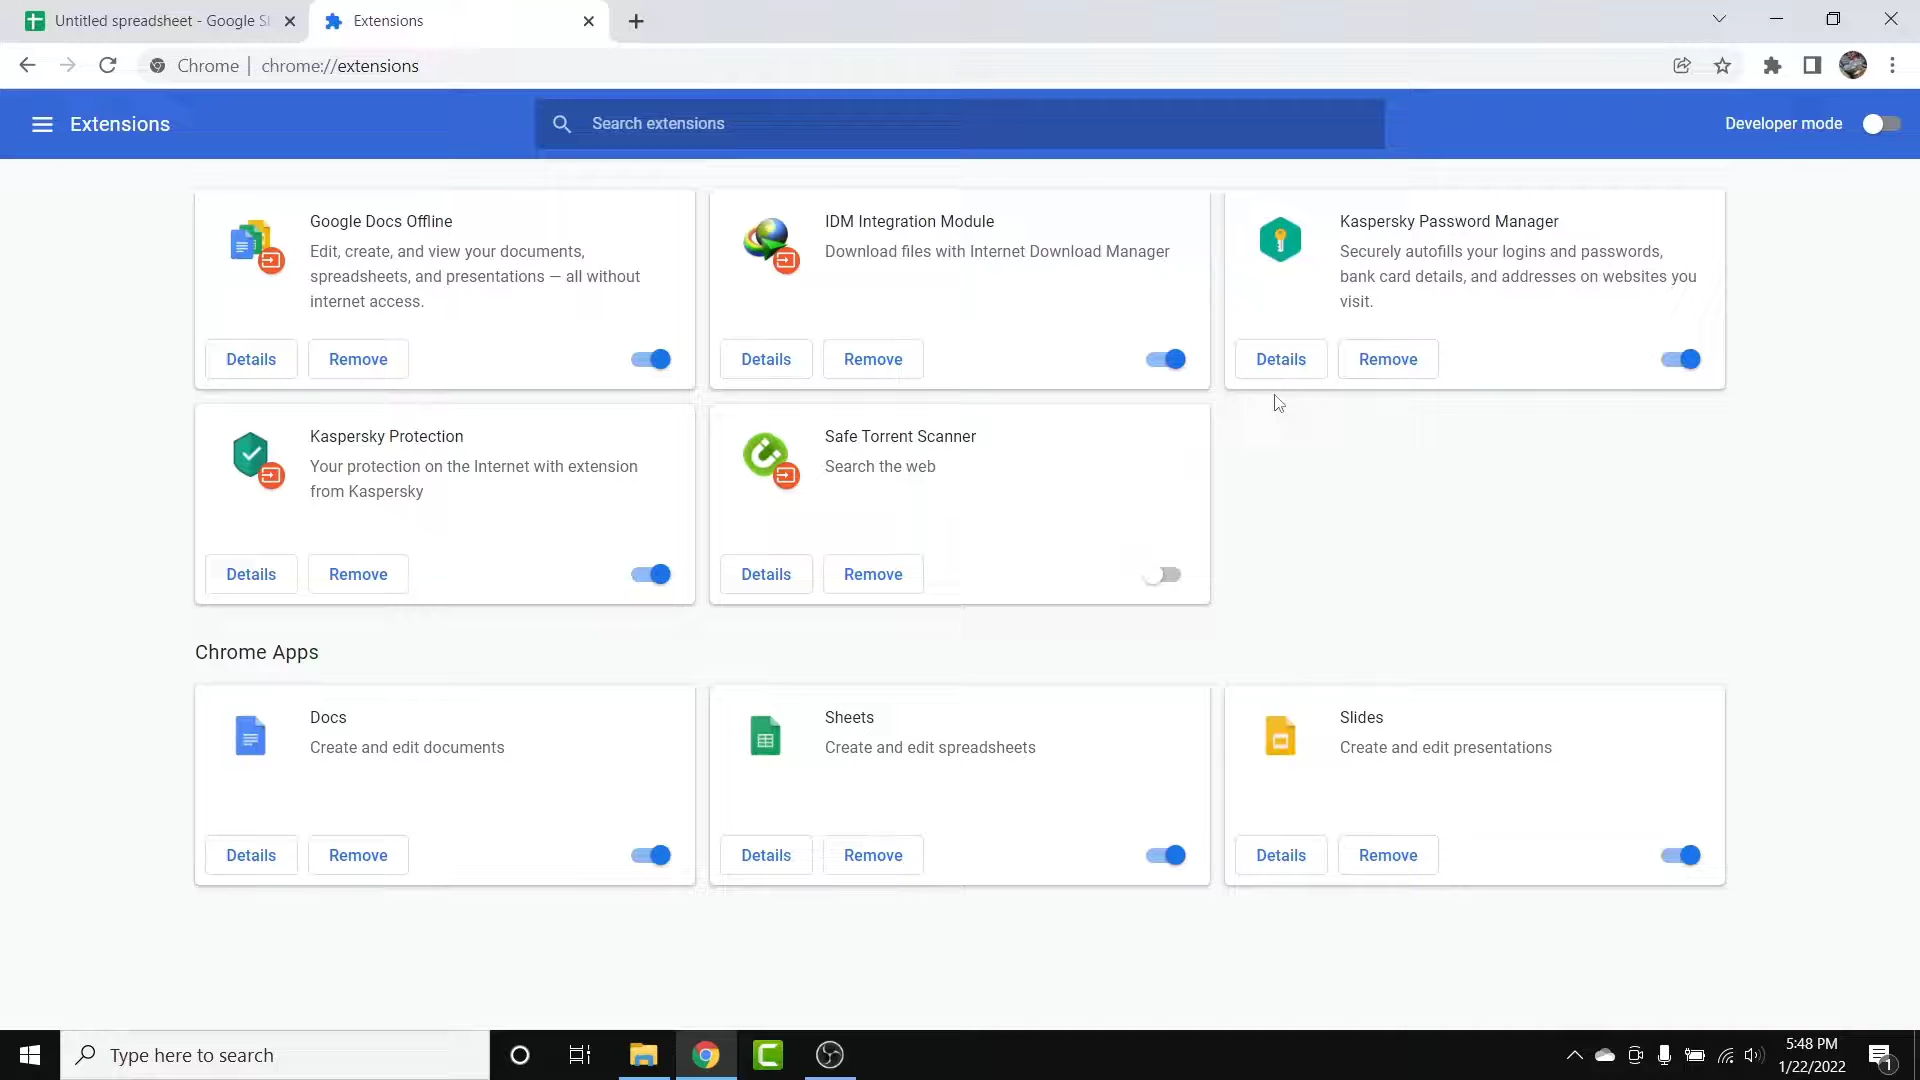 Untitled spreadsheet - Google S
Extensions
Chrome | chrome://extensions
Extensions
Search extensions
Developer mode
Google Docs Offline
Edit, create, and view your documents,
spreadsheets, and presentations — all without
internet access.
Details
Remove
IDM Integration Module
Download files with Internet Download Manager
Details
Remove
Kaspersky Password Manager
Securely autofills your logins and passwords,
bank card details, and addresses on websites you
visit.
Details
Remove
Kaspersky Protection
Your protection on the Internet with extension
from Kaspersky
Details
Remove
Safe Torrent Scanner
Search the web
Details
Remove
Chrome Apps
Docs
Create and edit documents
Details
Remove
Sheets
Create and edit spreadsheets
Details
Remove
Slides
Create and edit presentations
Details
Remove
Type here to search
5:48 PM
1/22/2022
1